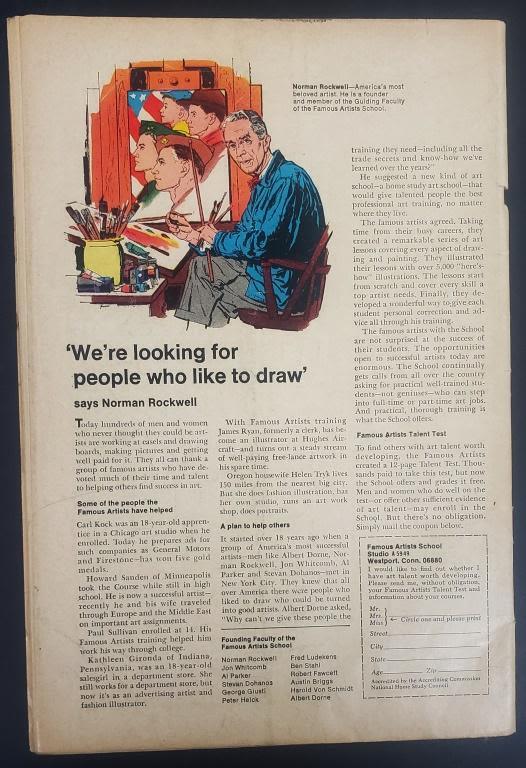 Norman Rockwell—America's most
beloved artist. He is a founder
and member of the Guiding Faculty
of the Famous Artists School.
'We're looking for
people who like to draw'
says Norman Rockwell
Today hundreds of men and women
who never thought they could be art-
ists are working at easels and drawing
boards, making pictures and getting
well paid for it. They all can thank a
group of famous artists who have de-
voted much of their time and talent
to helping others find success in art.
Some of the people the
Famous Artists have helped
Carl Kock was an 18-year-old appren-
tice in a Chicago art studio when he
enrolled. Today he prepares ads for
such companies as General Motors
and Firestone—has won five gold
medals.
Howard Sanden of Minneapolis
took the Course while still in high
school. He is now a successful artist—
recently he and his wife traveled
through Europe and the Middle East
on important art assignments.
Paul Sullivan enrolled at 14. His
Famous Artists training helped him
work his way through college.
Kathleen Gironda of Indiana,
Pennsylvania, was an 18-year-old
salesgirl in a department store. She
still works for a department store, but
now it's as an advertising artist and
fashion illustrator.
With Famous Artists training
James Ryan, formerly a clerk, has be-
come an illustrator at Hughes Air-
craft—and turns out a steady stream
of well-paying free-lance artwork in
his spare time.
Oregon housewife Helen Tryk lives
150 miles from the nearest big city.
But she does fashion illustration, has
her own studio, runs an art work
shop, does portraits.
A plan to help others
It started over 18 years ago when a
group of America's most successful
artists—men like Albert Dorne, Nor-
man Rockwell, Jon Whitcomb, Al
Parker and Stevan Dohanos—met in
New York City. They knew that all
over America there were people who
liked to draw who could be turned
into good artists. Albert Dorne asked,
"Why can't we give these people the
Founding Faculty of the
Famous Artists School
Norman Rockwell
Jon Whitcomb
Al Parker
Stevan Dohanos
George Giusti
Peter Helck
Fred Ludekens
Ben Stahl
Robert Fawcett
Austin Briggs
Harold Von Schmidt
Albert Dorne
training they need—including all the
trade secrets and know-how we've
learned over the years?"
He suggested a new kind of art
school—a home study art school—that
would give talented people the best
professional art training, no matter
where they live.
The famous artists agreed. Taking
time from their busy careers, they
created a remarkable series of art
lessons covering every aspect of draw-
ing and painting. They illustrated
their lessons with over 5,000 "here's-
how" illustrations. The lessons start
from scratch and cover every skill a
top artist needs. Finally, they de-
veloped a wonderful way to give each
student personal correction and ad-
vice all through his training.
The famous artists with the School
are not surprised at the success of
their students. The opportunities
open to successful artists today are
enormous. The School continually
gets calls from all over the country
asking for practical well-trained stu-
dents—not geniuses—who can step
into full-time or part-time art jobs.
And practical, thorough training is
what the School offers.
Famous Artists Talent Test
To find others with art talent worth
developing, the Famous Artists
created a 12-page Talent Test. Thou-
sands paid to take this test, but now
the School offers and grades it free.
Men and women who do well on the
test—or offer other sufficient evidence
of art talent—may enroll in the
School. But there's no obligation.
Simply mail the coupon below.
Famous Artists School
Studio A 5949
Westport, Conn. 06880
I would like to find out whether I
have art talent worth developing.
Please send me, without obligation,
your Famous Artists Talent Test and
information about your courses.
Mr.
Mrs. ← Circle one and please print
Miss
Street
City
State
Age Zip
Accredited by the Accrediting Commission
National Home Study Council